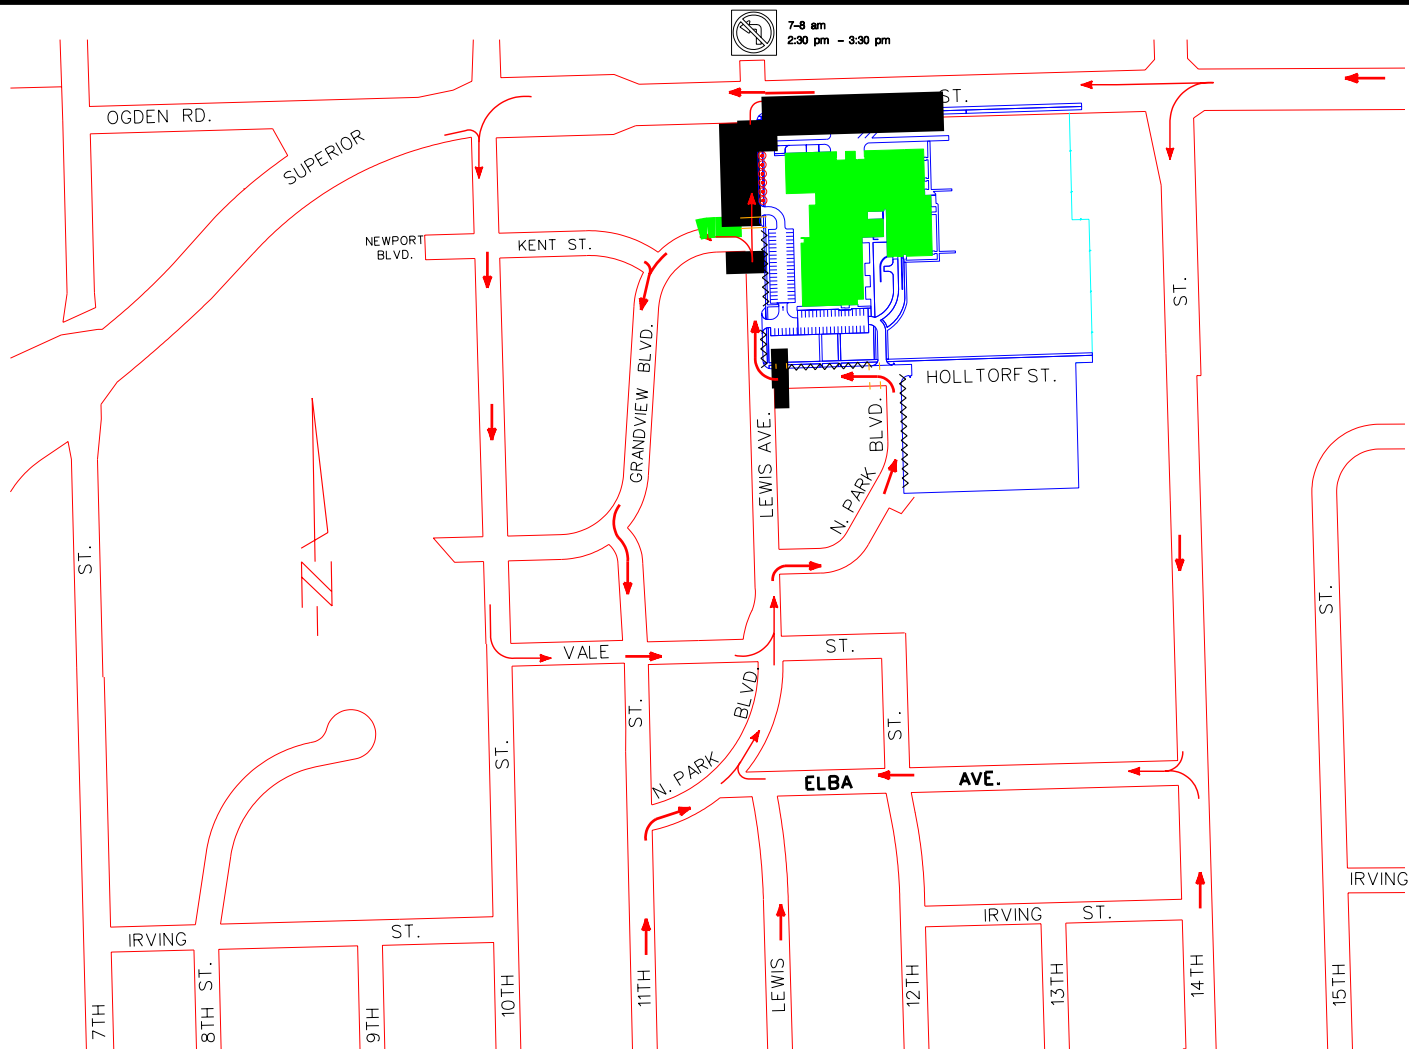 7-8 am
2:30 pm - 3:30 pm
ST.
OGDEN RD.
SUPERIOR
NEWPORT
BLVD.
KENT ST.
ST.
GRANDVIEW BLVD.
HOLLTORF ST.
LEWIS AVE.
N. PARK BLVD.
ST.
N
ST.
VALE
ST.
ST.
BLVD.
ST.
ST.
N. PARK
ELBA AVE.
IRVING
IRVING ST.
IRVING ST.
7TH
8TH ST.
9TH
10TH
11TH
LEWIS
12TH
13TH
14TH
15TH